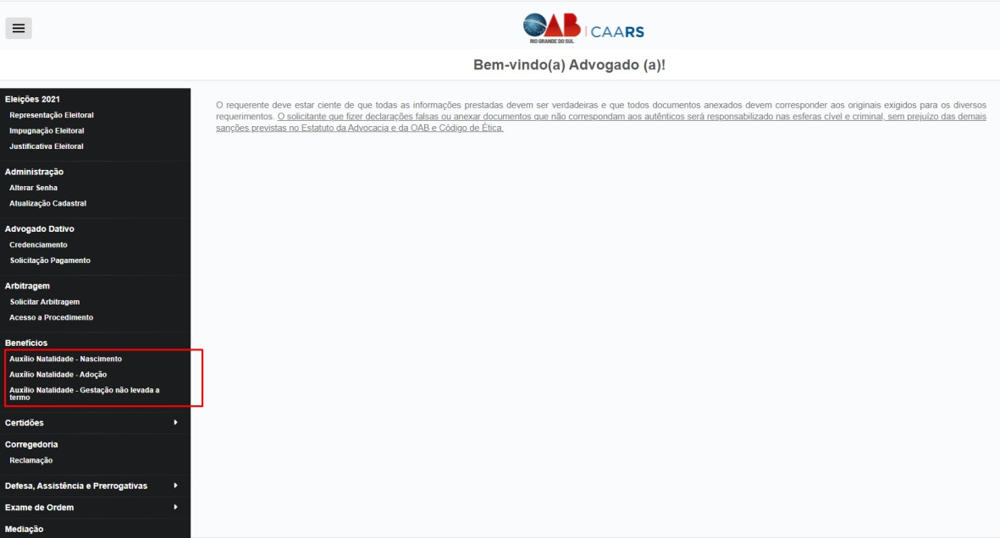 OAB
RIO GRANDE DO SUL
CAARS
Bem-vindo(a) Advogado (a)!
Eleições 2021
Representação Eleitoral
Impugnação Eleitoral
Justificativa Eleitoral
Administração
Alterar Senha
Atualização Cadastral
Advogado Dativo
Credenciamento
Solicitação Pagamento
Arbitragem
Solicitar Arbitragem
Acesso a Procedimento
Benefícios
Auxílio Natalidade - Nascimento
Auxílio Natalidade - Adoção
Auxílio Natalidade - Gestação não levada a
termo
Certidões
Corregedoria
Reclamação
Defesa, Assistência e Prerrogativas
Exame de Ordem
Mediação
O requerente deve estar ciente de que todas as informações prestadas devem ser verdadeiras e que todos documentos anexados devem corresponder aos originais exigidos para os diversos
requerimentos. O solicitante que fizer declarações falsas ou anexar documentos que não correspondam aos autênticos será responsabilizado nas esferas cível e criminal, sem prejuízo das demais
sanções previstas no Estatuto da Advocacia e da OAB e Código de Ética.